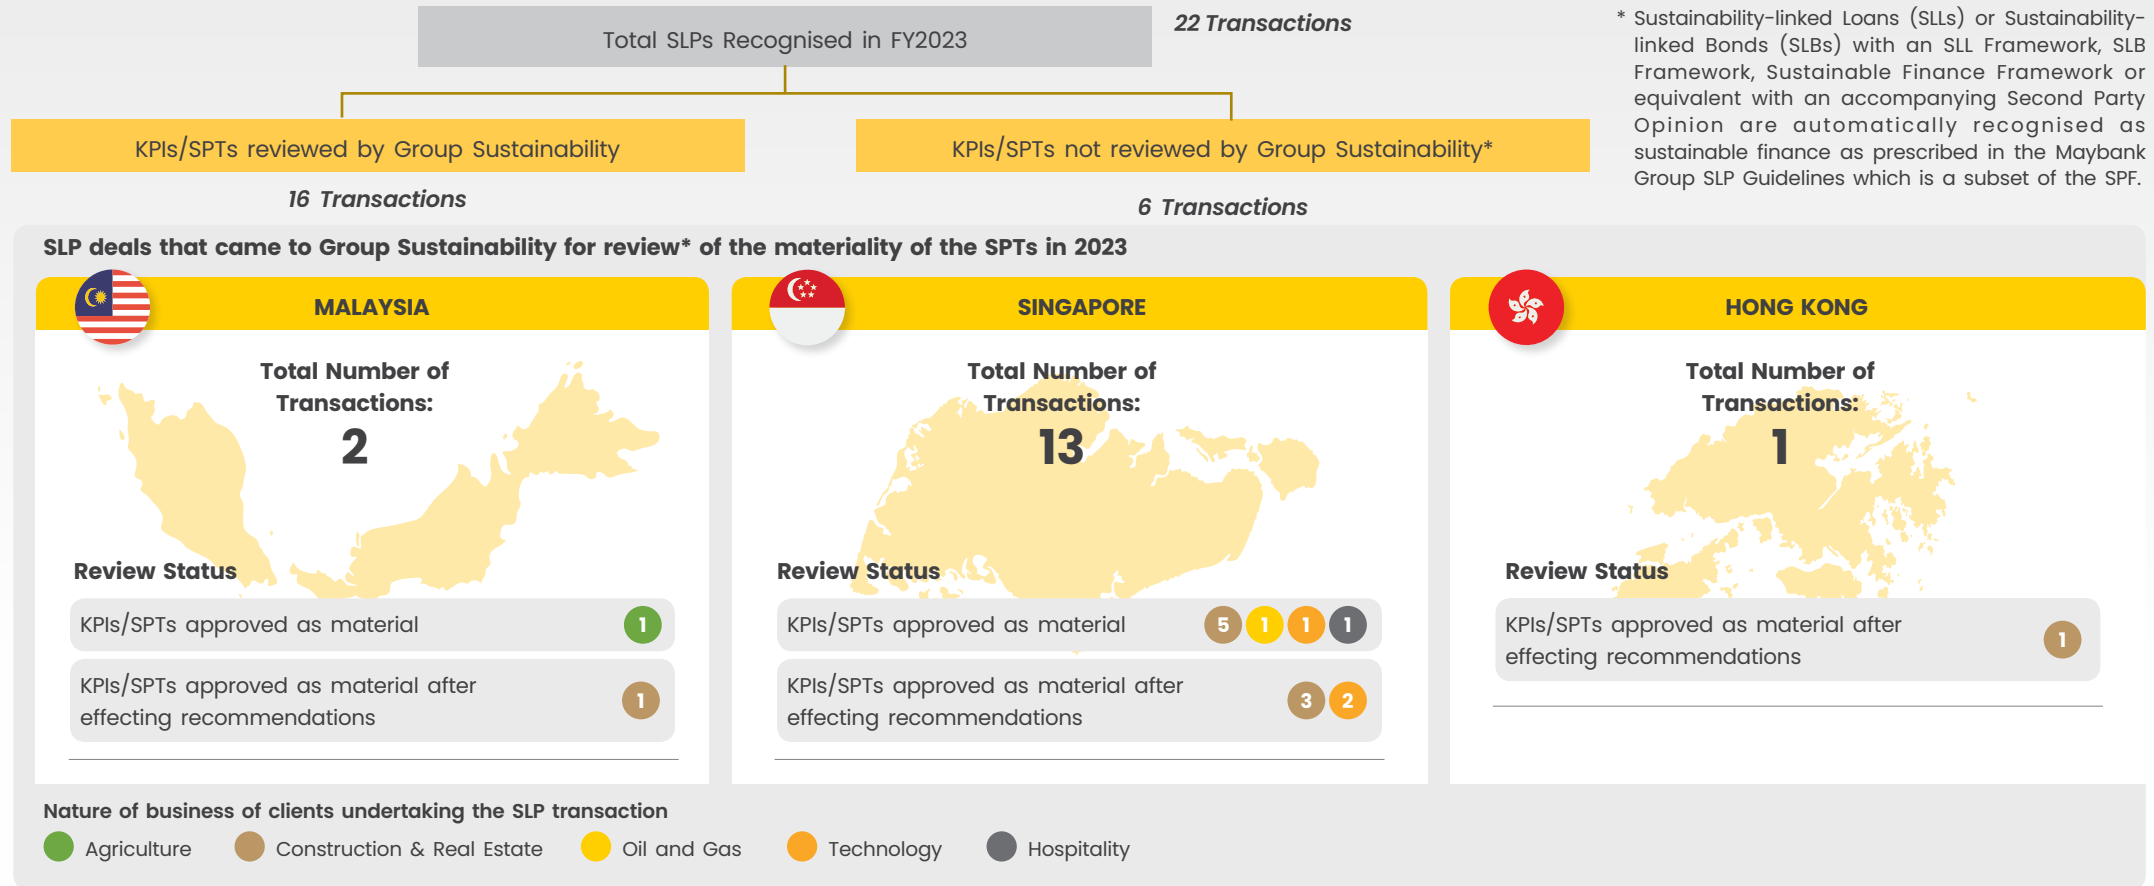 Total SLPs Recognised in FY2023
22 Transactions
* Sustainability-linked Loans (SLLs) or Sustainability-
linked Bonds (SLBs) with an SLL Framework, SLB
Framework, Sustainable Finance Framework or
equivalent with an accompanying Second Party
Opinion are automatically recognised as
sustainable finance as prescribed in the Maybank
Group SLP Guidelines which is a subset of the SPF.
KPIs/SPTs reviewed by Group Sustainability
16 Transactions
KPIs/SPTs not reviewed by Group Sustainability*
6 Transactions
SLP deals that came to Group Sustainability for review* of the materiality of the SPTs in 2023
MALAYSIA
Total Number of
Transactions:
2
Review Status
KPIs/SPTs approved as material
1
KPIs/SPTs approved as material after
effecting recommendations
1
SINGAPORE
Total Number of
Transactions:
13
Review Status
KPIs/SPTs approved as material
5 1 1 1
KPIs/SPTs approved as material after
effecting recommendations
3 2
HONG KONG
Total Number of
Transactions:
1
Review Status
KPIs/SPTs approved as material after
effecting recommendations
1
Nature of business of clients undertaking the SLP transaction
Agriculture Construction & Real Estate Oil and Gas Technology Hospitality